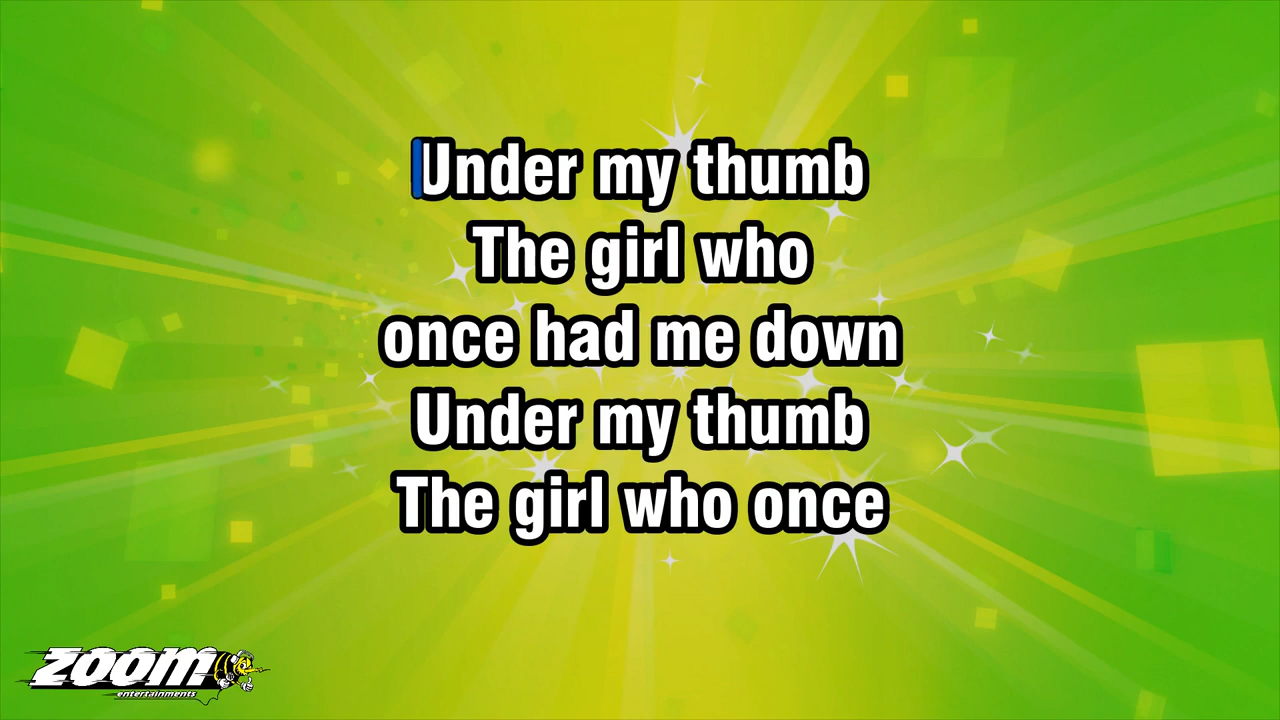 Under my thumb
The girl who
once had me down
Under my thumb
The girl who once
zoom
entertainments